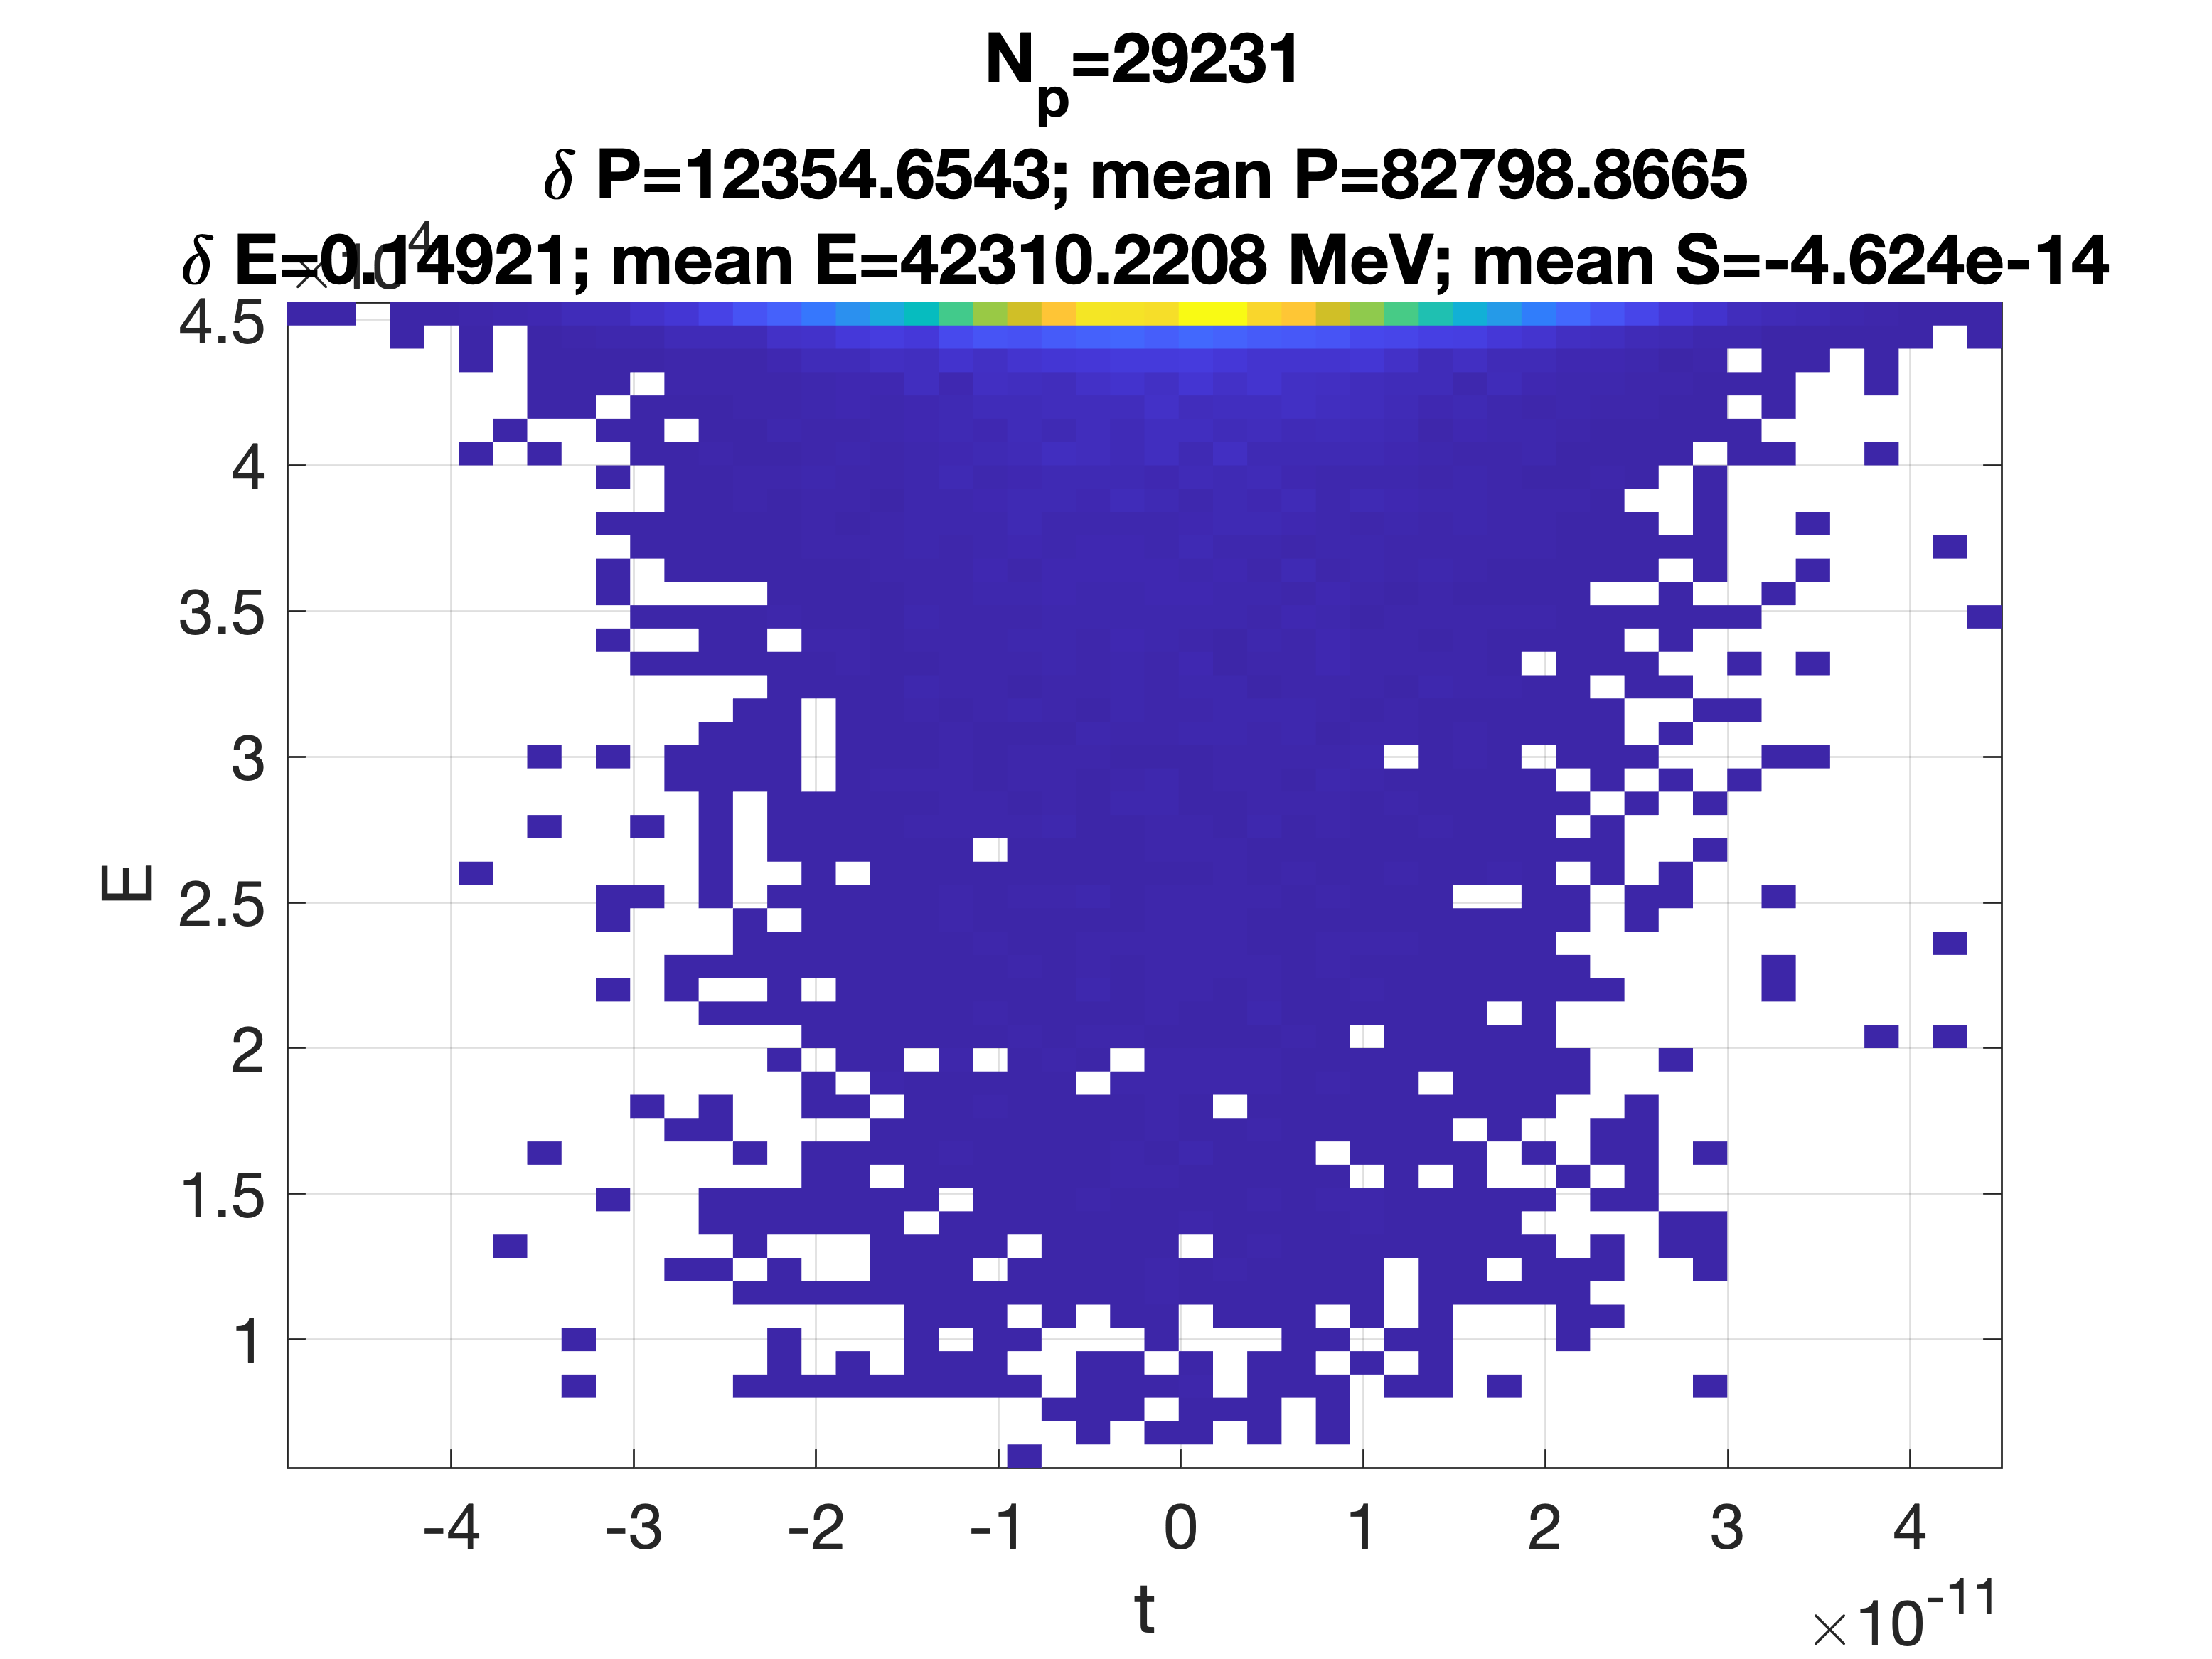 N_p=29231
δ P=12354.6543; mean P=82798.8665
δ E=0.14921; mean E=42310.2208 MeV; mean S=-4.624e-14
×10^4
4.5
4
3.5
3
2.5
2
1.5
1
E
-4 -3 -2 -1 0 1 2 3 4
t
×10^-11